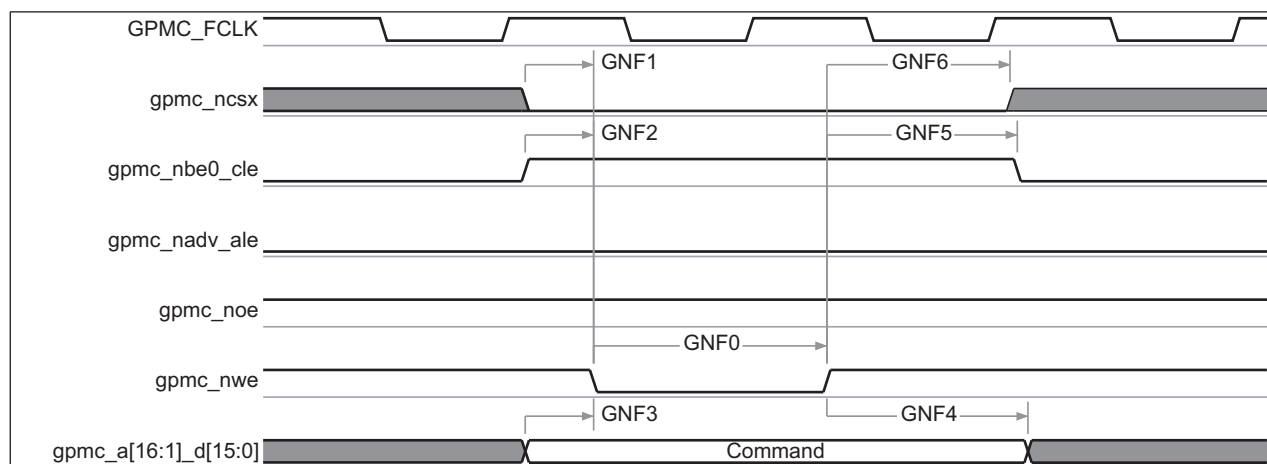 GPMC_FCLK
GNF1
GNF6
gpmc_ncsx
GNF2
GNF5
gpmc_nbe0_cle
gpmc_nadv_ale
gpmc_noe
GNF0
gpmc_nwe
GNF3
GNF4
gpmc_a[16:1]_d[15:0]
Command